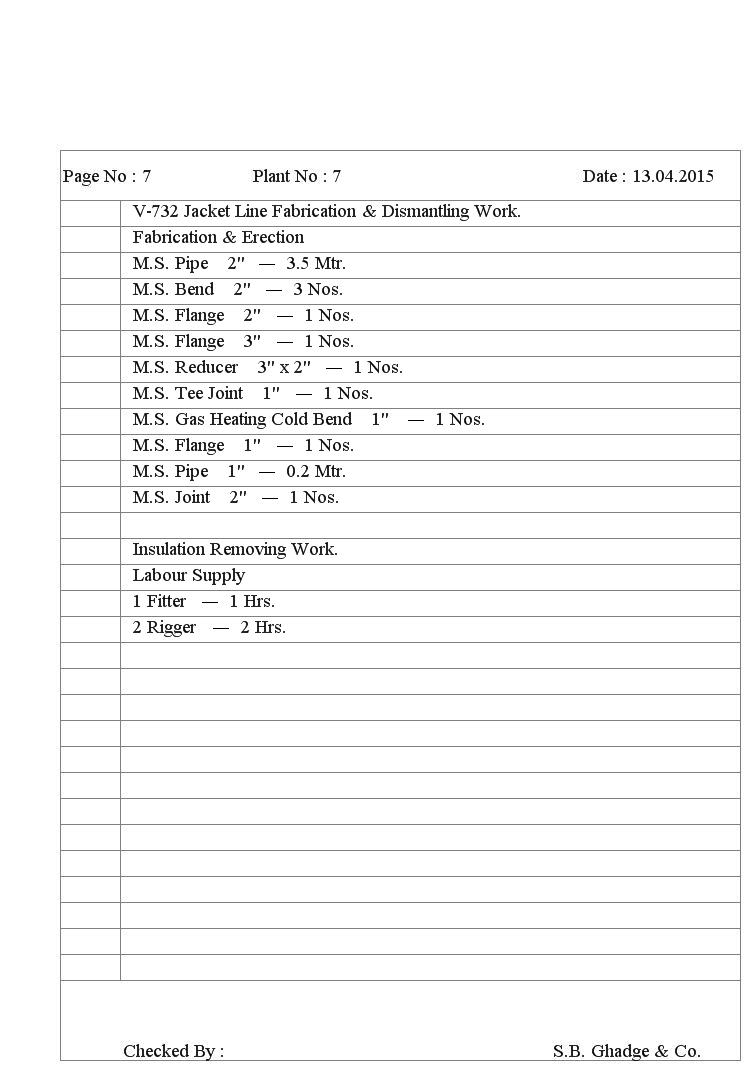 Page No : 7 Plant No : 7 Date : 13.04.2015
V-732 Jacket Line Fabrication & Dismantling Work.
Fabrication & Erection
M.S. Pipe 2" — 3.5 Mtr.
M.S. Bend 2" — 3 Nos.
M.S. Flange 2" — 1 Nos.
M.S. Flange 3" — 1 Nos.
M.S. Reducer 3" x 2" — 1 Nos.
M.S. Tee Joint 1" — 1 Nos.
M.S. Gas Heating Cold Bend 1" — 1 Nos.
M.S. Flange 1" — 1 Nos.
M.S. Pipe 1" — 0.2 Mtr.
M.S. Joint 2" — 1 Nos.
Insulation Removing Work.
Labour Supply
1 Fitter — 1 Hrs.
2 Rigger — 2 Hrs.
Checked By : S.B. Ghadge & Co.